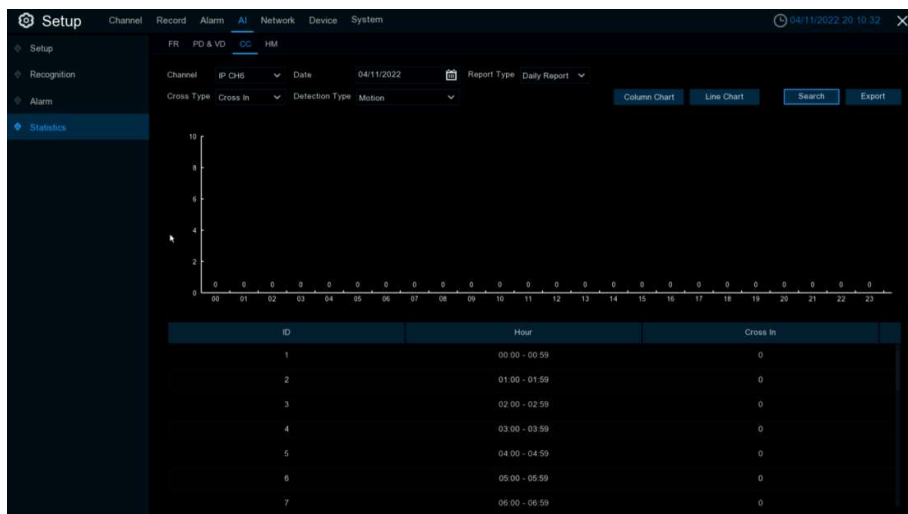 Setup Channel Record Alarm AI Network Device System 04/11/2022 20:10:32
Setup
Recognition
Alarm
Statistics
FR PD & VD CC HM
Channel IP CH6 Date 04/11/2022 Report Type Daily Report
Cross Type Cross In Detection Type Motion Column Chart Line Chart Search Export
10
8
6
4
2
0
0 0 0 0 0 0 0 0 0 0 0 0 0 0 0 0 0 0 0 0 0 0 0 0
00 01 02 03 04 05 06 07 08 09 10 11 12 13 14 15 16 17 18 19 20 21 22 23
ID Hour Cross In
1 00:00 - 00:59 0
2 01:00 - 01:59 0
3 02:00 - 02:59 0
4 03:00 - 03:59 0
5 04:00 - 04:59 0
6 05:00 - 05:59 0
7 06:00 - 06:59 0